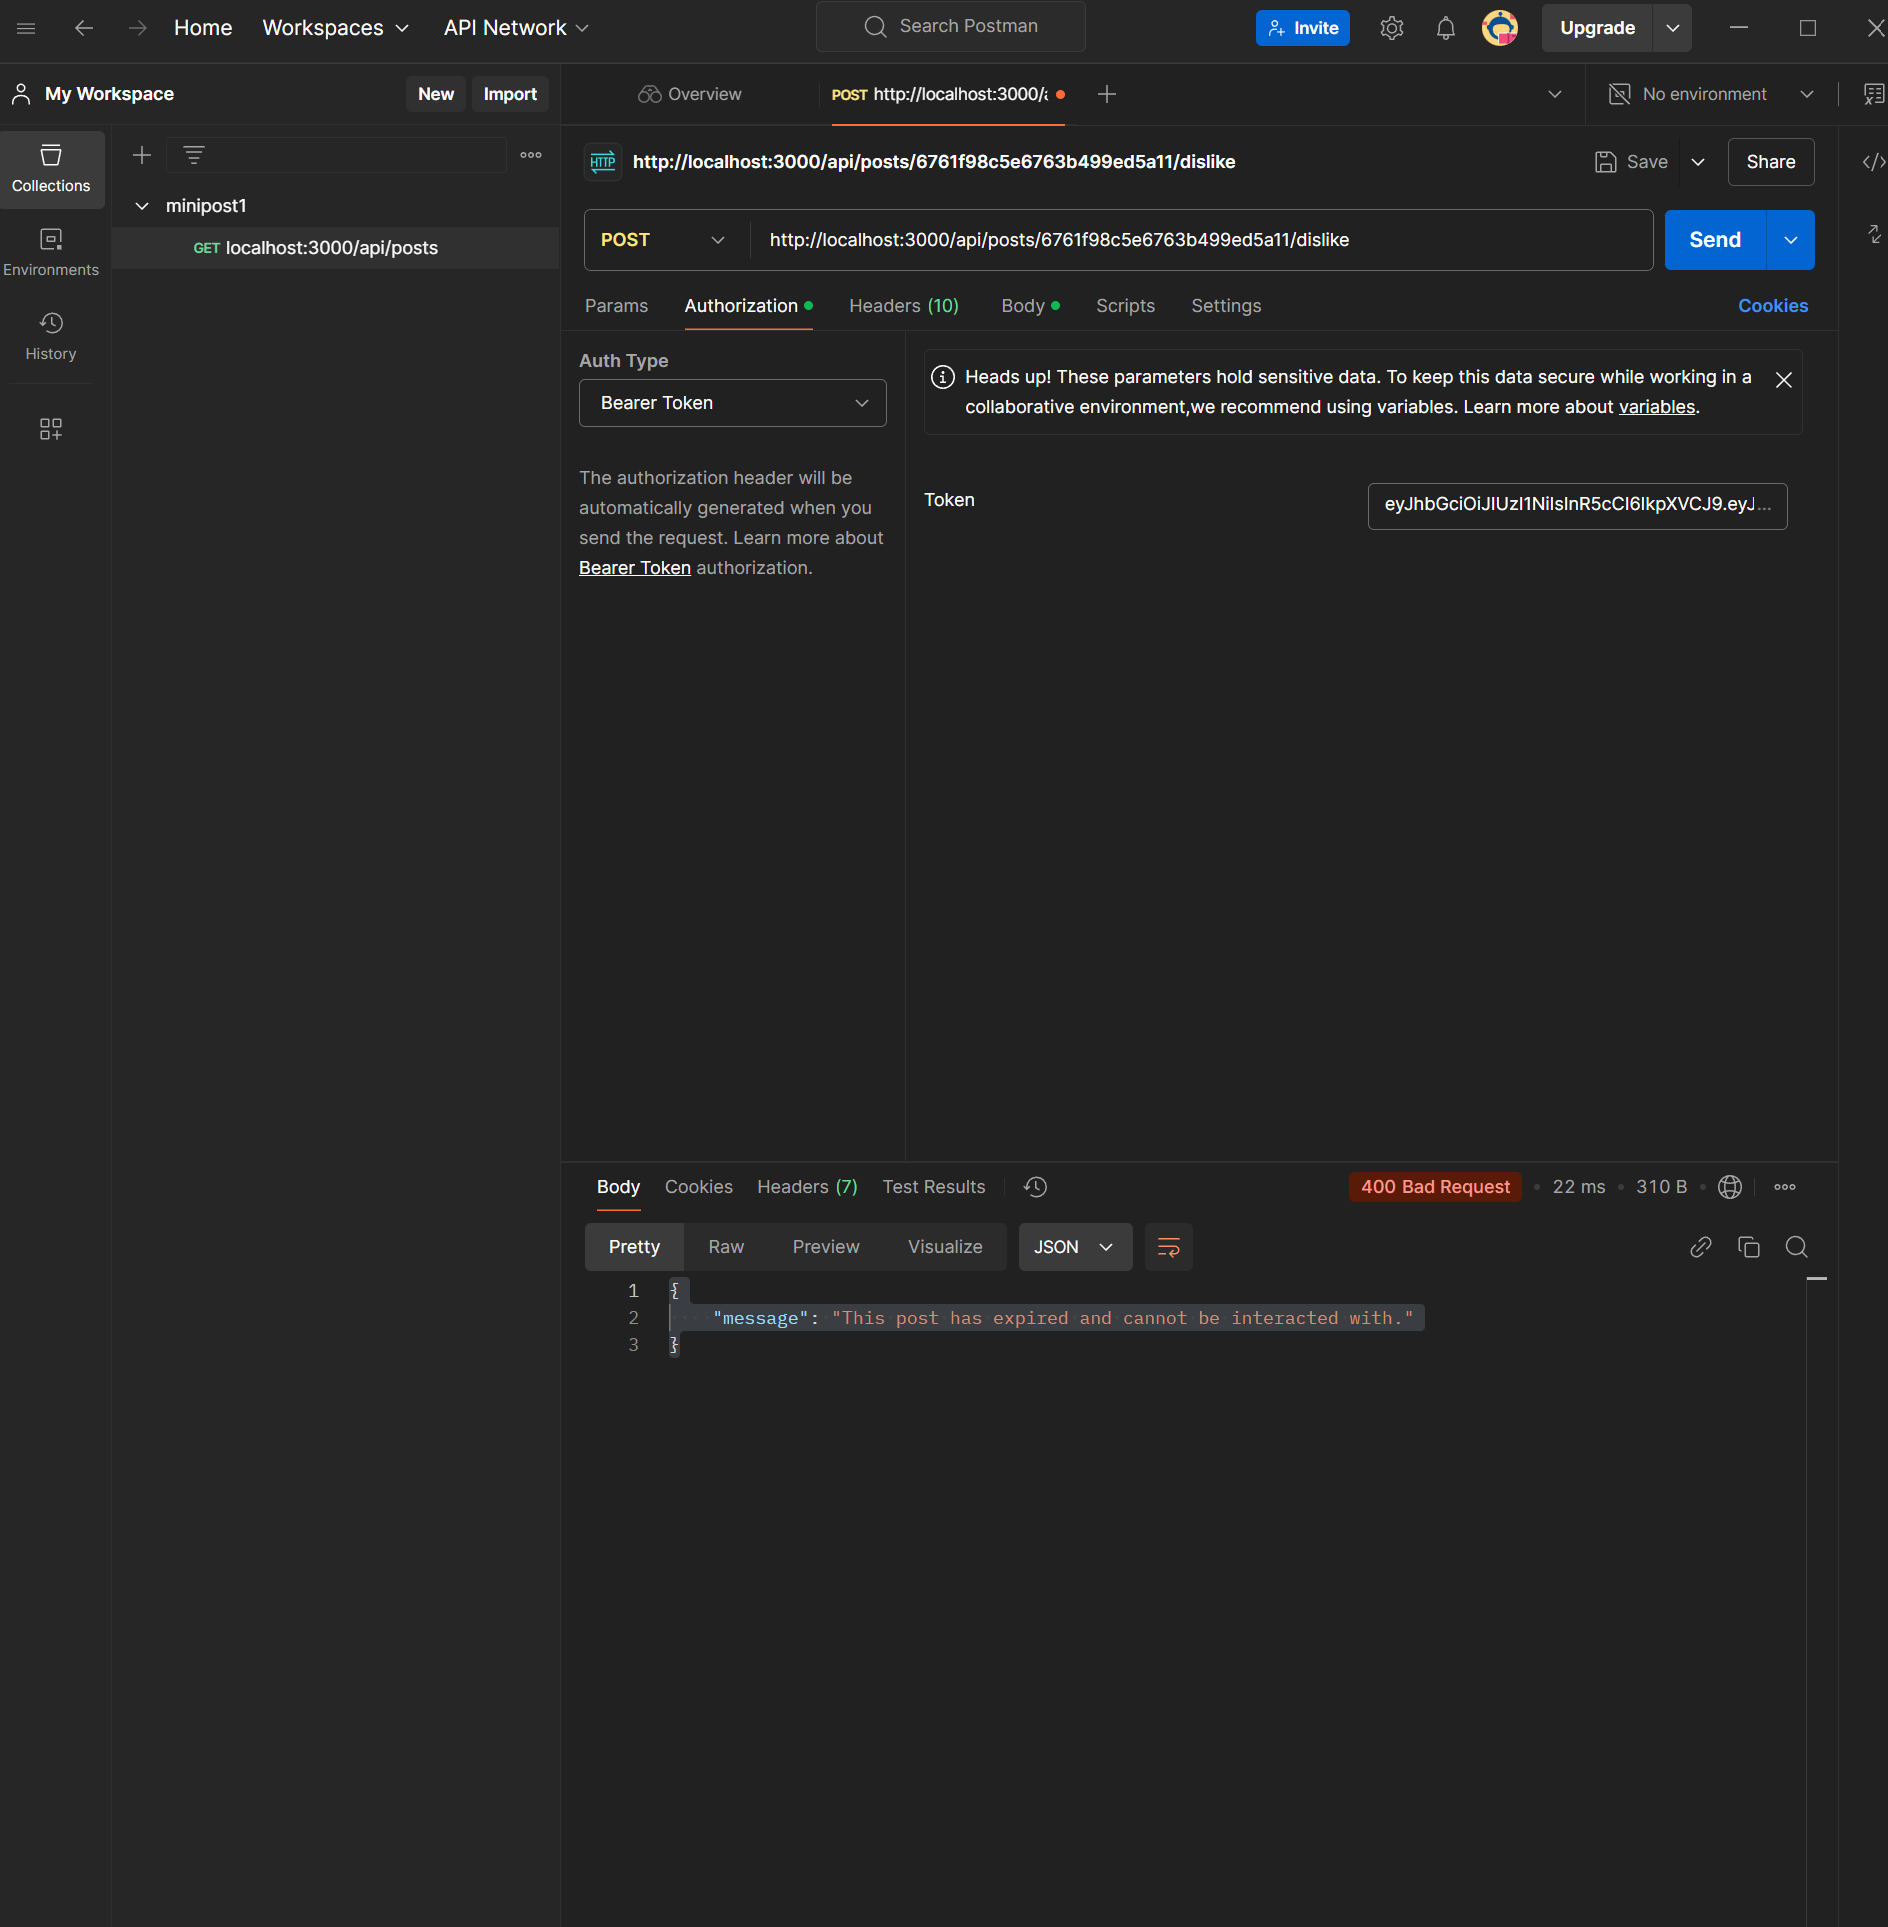 Home Workspaces API Network
Search Postman
Invite
Upgrade
My Workspace
New Import
Overview
POST http://localhost:3000/a
No environment
Collections
Environments
History
minipost1
GET localhost:3000/api/posts
HTTP http://localhost:3000/api/posts/6761f98c5e6763b499ed5a11/dislike
Save Share
POST http://localhost:3000/api/posts/6761f98c5e6763b499ed5a11/dislike
Send
Params Authorization Headers (10) Body Scripts Settings Cookies
Auth Type
Bearer Token
The authorization header will be
automatically generated when you
send the request. Learn more about
Bearer Token authorization.
Heads up! These parameters hold sensitive data. To keep this data secure while working in a
collaborative environment,we recommend using variables. Learn more about variables.
Token
eyJhbGciOiJIUzI1NiIsInR5cCI6IkpXVCJ9.eyJ...
Body Cookies Headers (7) Test Results
400 Bad Request • 22 ms • 310 B •
Pretty Raw Preview Visualize JSON
1 {
2 "message": "This post has expired and cannot be interacted with."
3 }